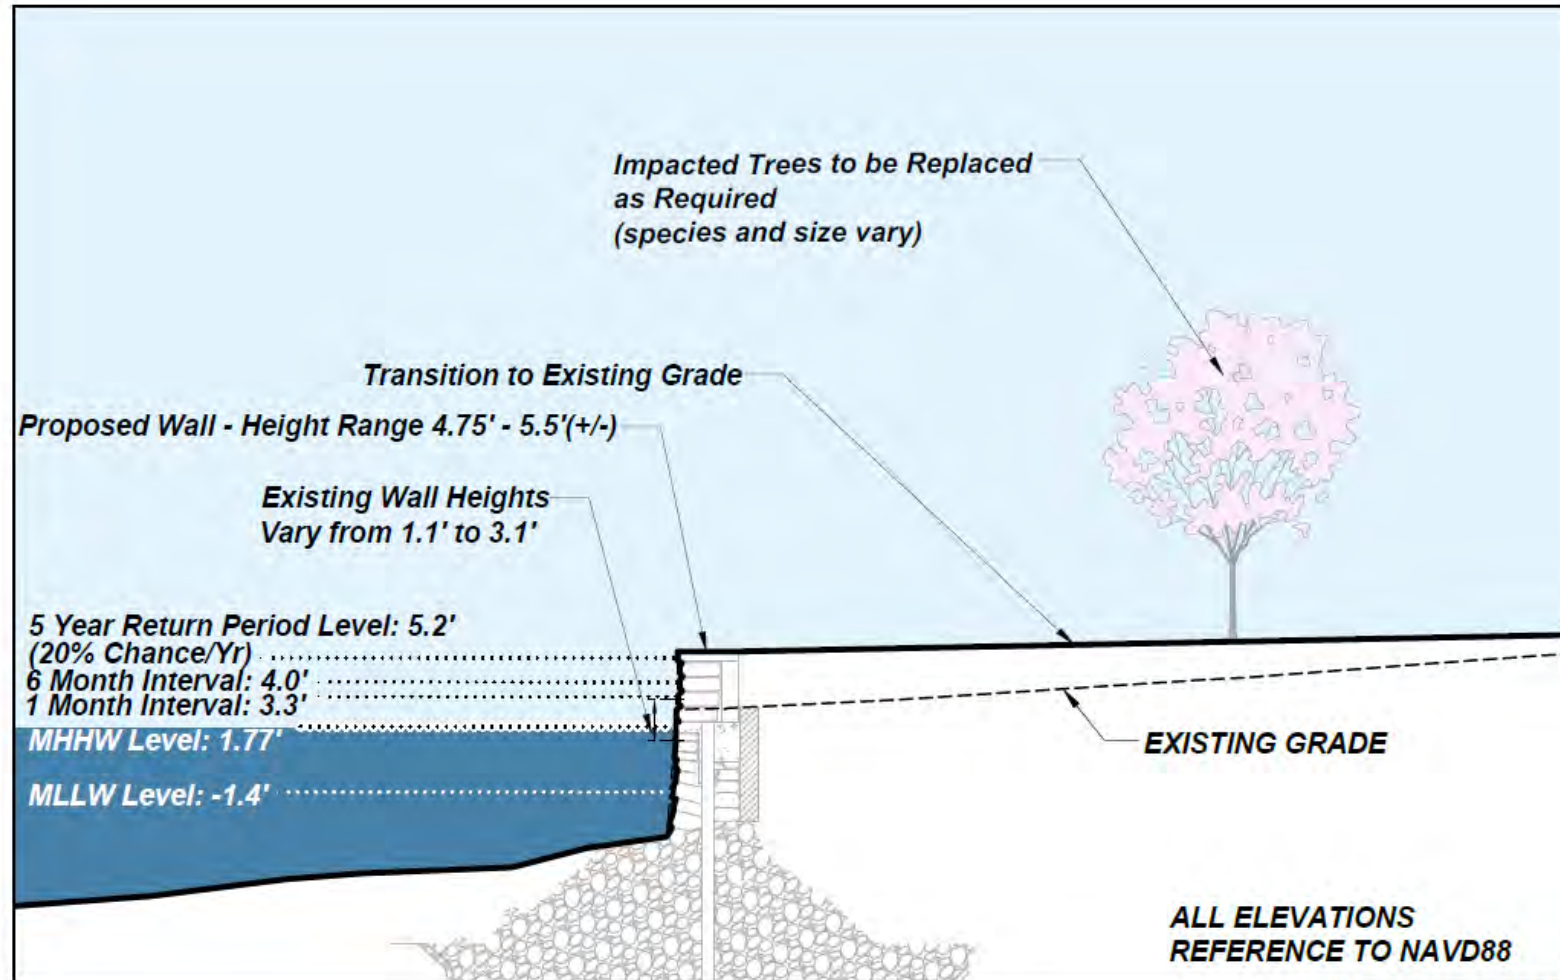 Impacted Trees to be Replaced
as Required
(species and size vary)
Transition to Existing Grade
Proposed Wall - Height Range 4.75' - 5.5'(+/-)
Existing Wall Heights
Vary from 1.1' to 3.1'
5 Year Return Period Level: 5.2'
(20% Chance/Yr)
6 Month Interval: 4.0'
1 Month Interval: 3.3'
MHHW Level: 1.77'
EXISTING GRADE
MLLW Level: -1.4'
ALL ELEVATIONS
REFERENCE TO NAVD88